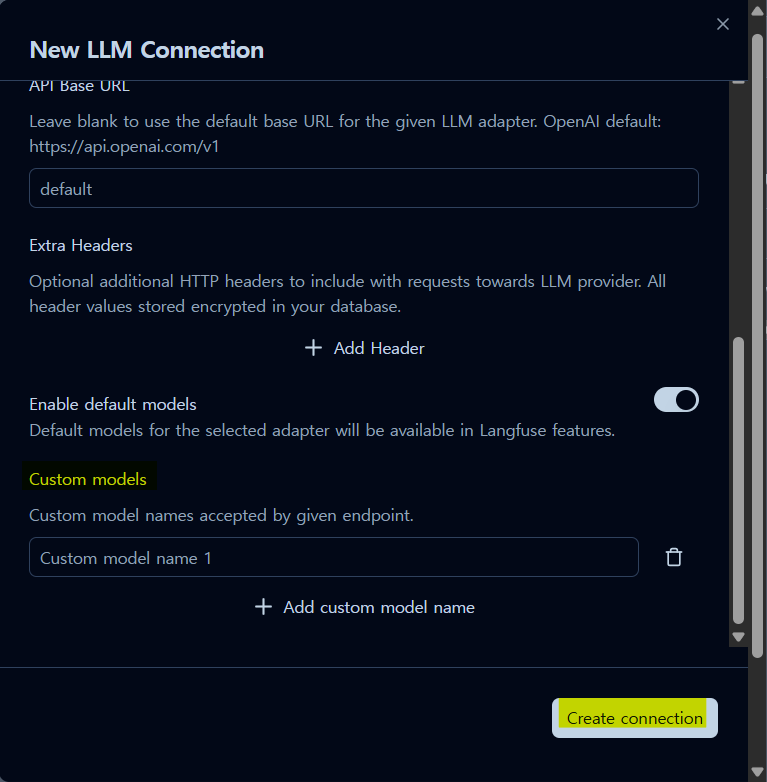 New LLM Connection
API Base URL
Leave blank to use the default base URL for the given LLM adapter. OpenAI default:
https://api.openai.com/v1
default
Extra Headers
Optional additional HTTP headers to include with requests towards LLM provider. All
header values stored encrypted in your database.
Add Header
Enable default models
Default models for the selected adapter will be available in Langfuse features.
Custom models
Custom model names accepted by given endpoint.
Custom model name 1
Add custom model name
Create connection